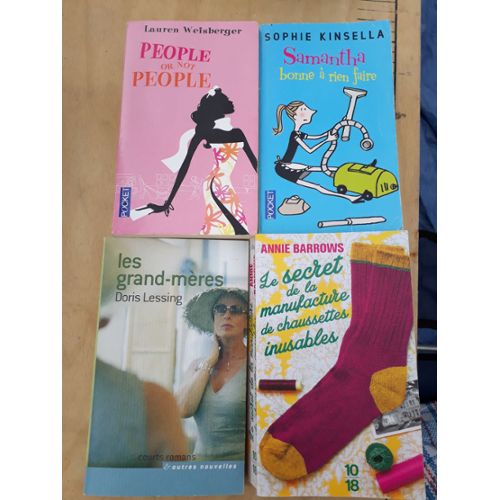 Lauren Weisberger
PEOPLE
OR NOT
PEOPLE
POCKET
SOPHIE KINSELLA
Samantha
bonne à rien faire
POCKET
les
grand-mères
Doris Lessing
courts romans
& autres nouvelles
ANNIE BARROWS
Le secret
de la
manufacture
de chaussettes
inusables
10
18